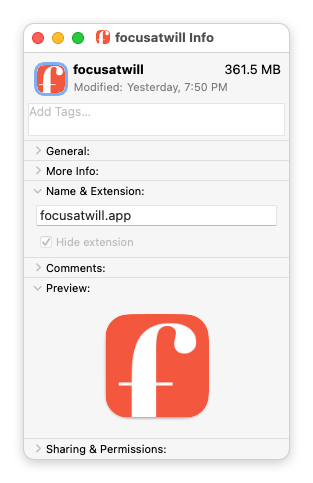 focusatwill Info
focusatwill 361.5 MB
Modified: Yesterday, 7:50 PM
Add Tags...
General:
More Info:
Name & Extension:
focusatwill.app
Hide extension
Comments:
Preview:
f
Sharing & Permissions: